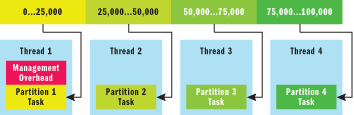 0...25,000 25,000...50,000 50,000...75,000 75,000...100,000
Thread 1 Thread 2 Thread 3 Thread 4
Management
Overhead
Partition 1 Partition 2 Partition 3 Partition 4
Task Task Task Task